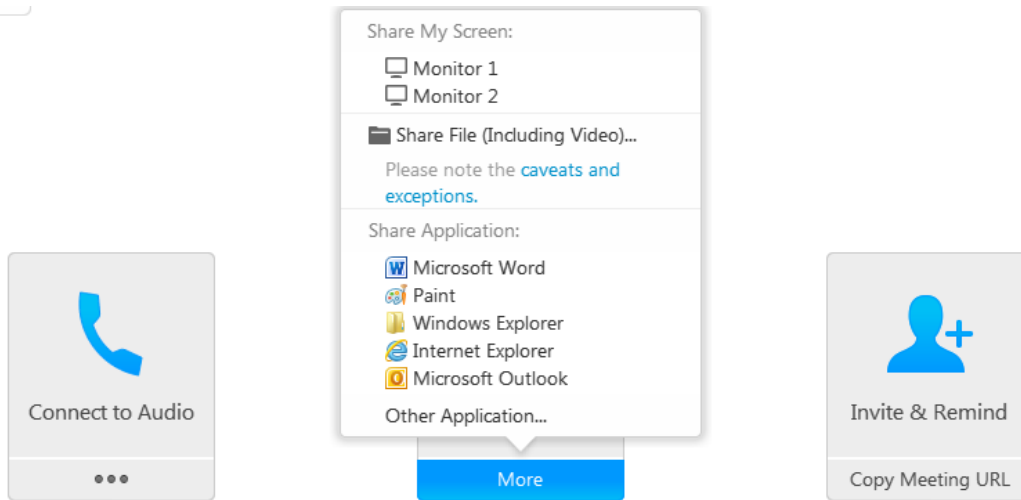 Share My Screen:
Monitor 1
Monitor 2
Share File (Including Video)...
Please note the caveats and
exceptions.
Share Application:
Microsoft Word
Paint
Windows Explorer
Internet Explorer
Microsoft Outlook
Other Application...
Connect to Audio
More
Invite & Remind
Copy Meeting URL